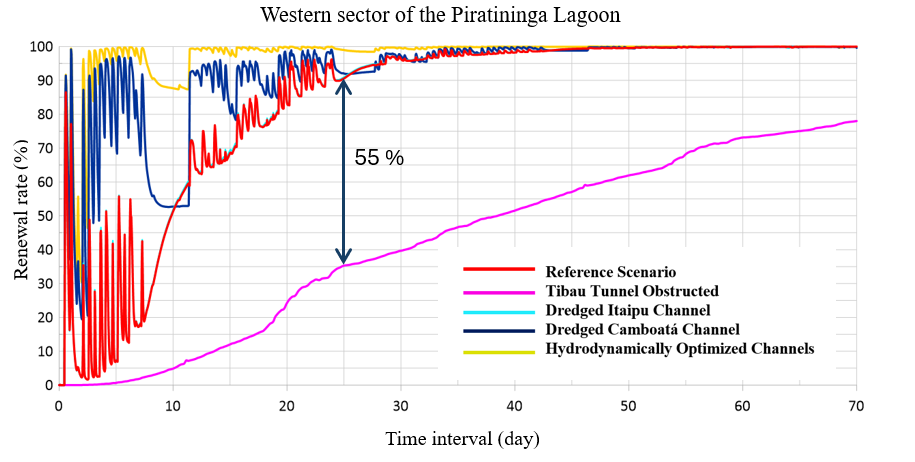 Western sector of the Piratininga Lagoon
Renewal rate (%)
100
90
80
70
60
50
40
30
20
10
0
55 %
Reference Scenario
Tibau Tunnel Obstructed
Dredged Itaipu Channel
Dredged Camboatá Channel
Hydrodynamically Optimized Channels
0 10 20 30 40 50 60 70
Time interval (day)